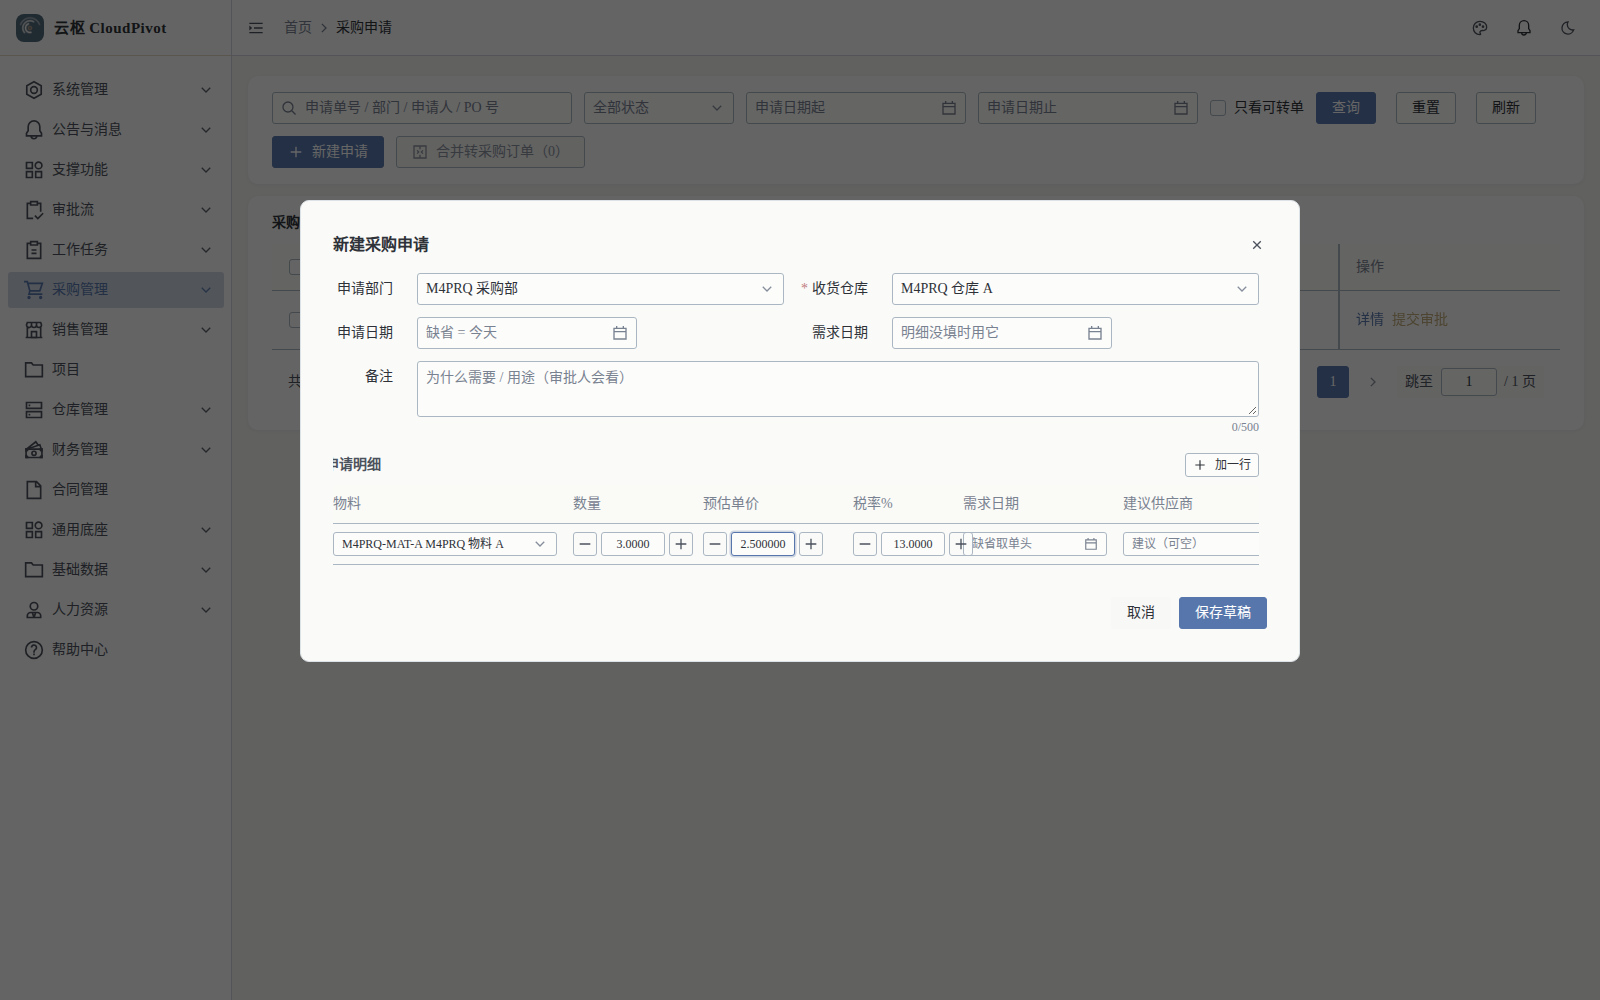 云枢 CloudPivot
首页 > 采购申请
系统管理
公告与消息
支撑功能
审批流
工作任务
采购管理
销售管理
项目
仓库管理
财务管理
合同管理
通用底座
基础数据
人力资源
帮助中心
申请单号 / 部门 / 申请人 / PO 号
全部状态
申请日期起
申请日期止
只看可转单
查询
重置
刷新
新建申请
合并转采购订单（0）
采购
操作
详情 提交审批
共
1
跳至 1 / 1 页
新建采购申请
申请部门 M4PRQ 采购部
* 收货仓库 M4PRQ 仓库 A
申请日期 缺省 = 今天
需求日期 明细没填时用它
备注 为什么需要 / 用途（审批人会看）
0/500
申请明细
加一行
物料 数量 预估单价 税率% 需求日期 建议供应商
M4PRQ-MAT-A M4PRQ 物料 A 3.0000 2.500000 13.0000 缺省取单头 建议（可空）
取消
保存草稿